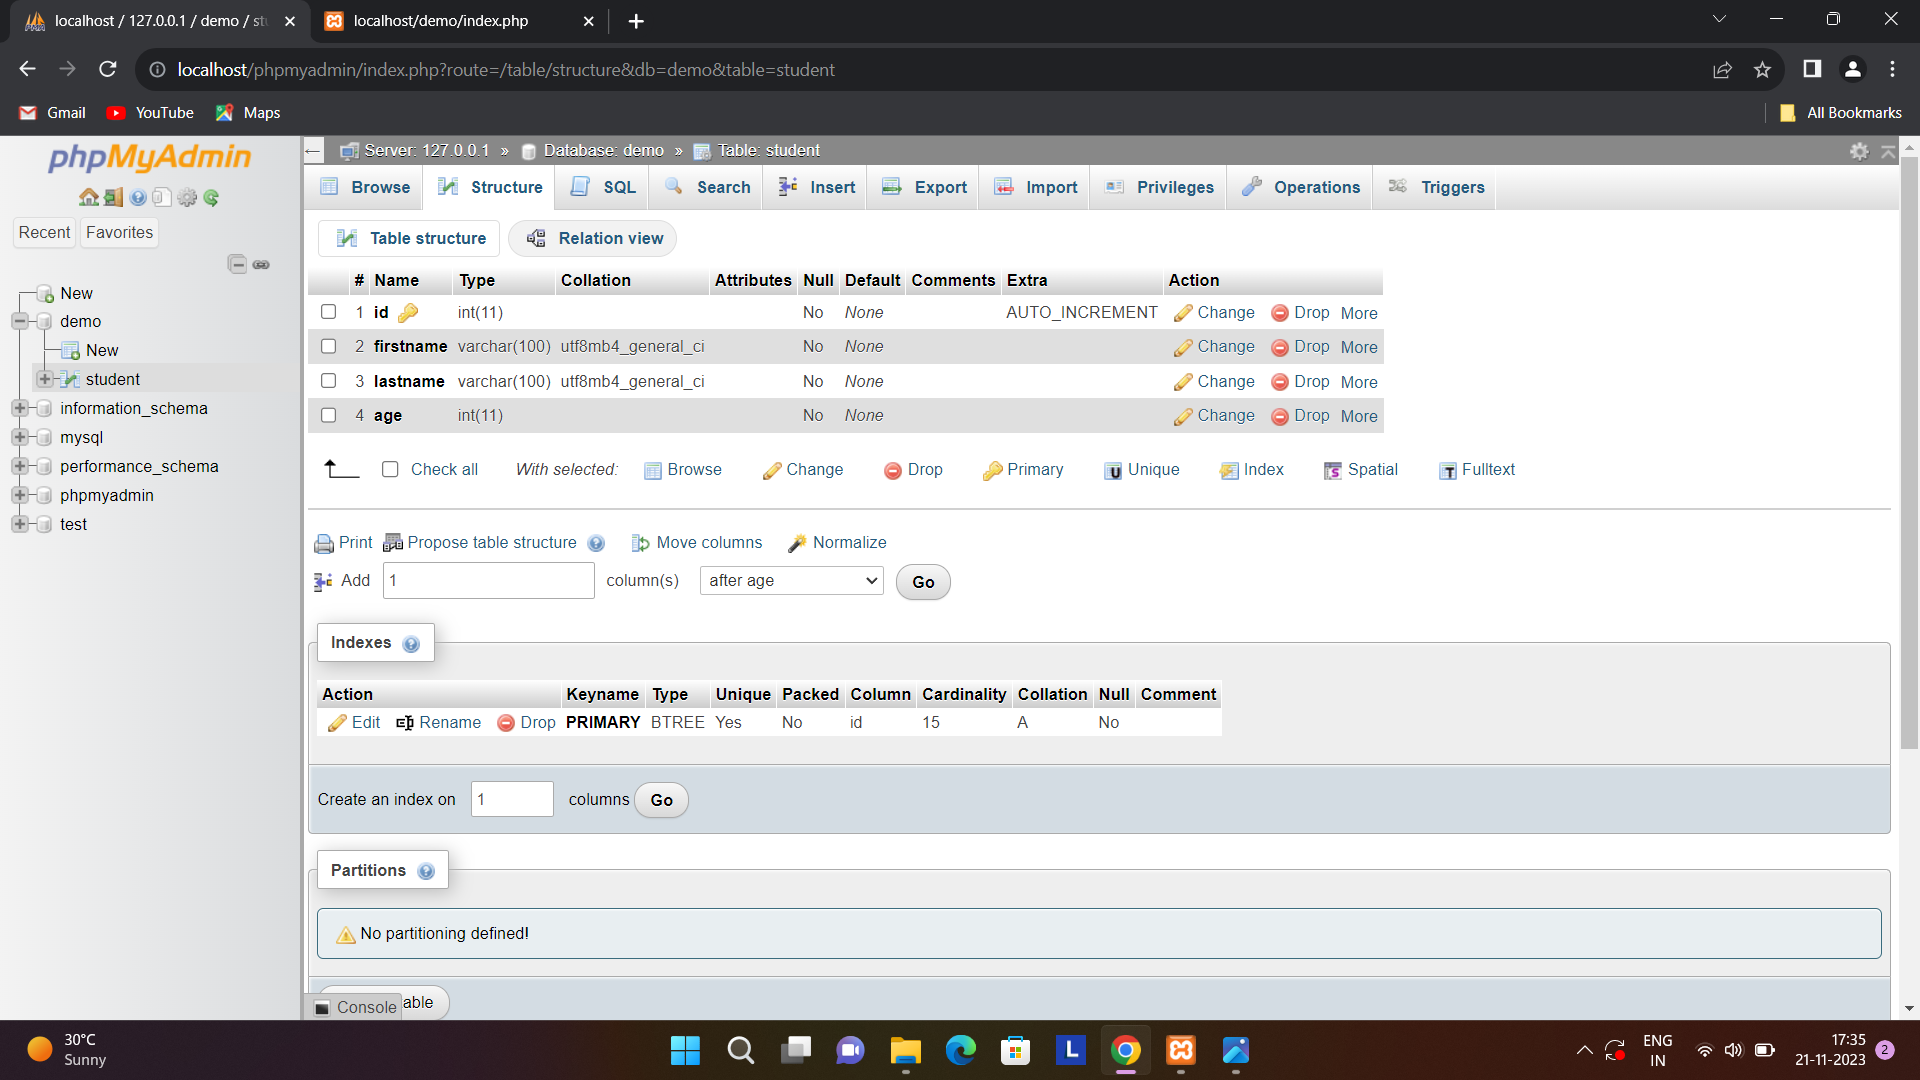 localhost / 127.0.0.1 / demo / stu
localhost/demo/index.php
localhost/phpmyadmin/index.php?route=/table/structure&db=demo&table=student
Gmail YouTube Maps All Bookmarks
phpMyAdmin
Recent Favorites
New
demo
New
student
information_schema
mysql
performance_schema
phpmyadmin
test
Server: 127.0.0.1 » Database: demo » Table: student
Browse Structure SQL Search Insert Export Import Privileges Operations Triggers
Table structure Relation view
# Name Type Collation Attributes Null Default Comments Extra Action
1 id int(11) No None AUTO_INCREMENT Change Drop More
2 firstname varchar(100) utf8mb4_general_ci No None Change Drop More
3 lastname varchar(100) utf8mb4_general_ci No None Change Drop More
4 age int(11) No None Change Drop More
Check all With selected: Browse Change Drop Primary Unique Index Spatial Fulltext
Print Propose table structure Move columns Normalize
Add 1 column(s) after age Go
Indexes
Action Keyname Type Unique Packed Column Cardinality Collation Null Comment
Edit Rename Drop PRIMARY BTREE Yes No id 15 A No
Create an index on 1 columns Go
Partitions
No partitioning defined!
Console able
30°C
Sunny
ENG
IN
17:35
21-11-2023
2